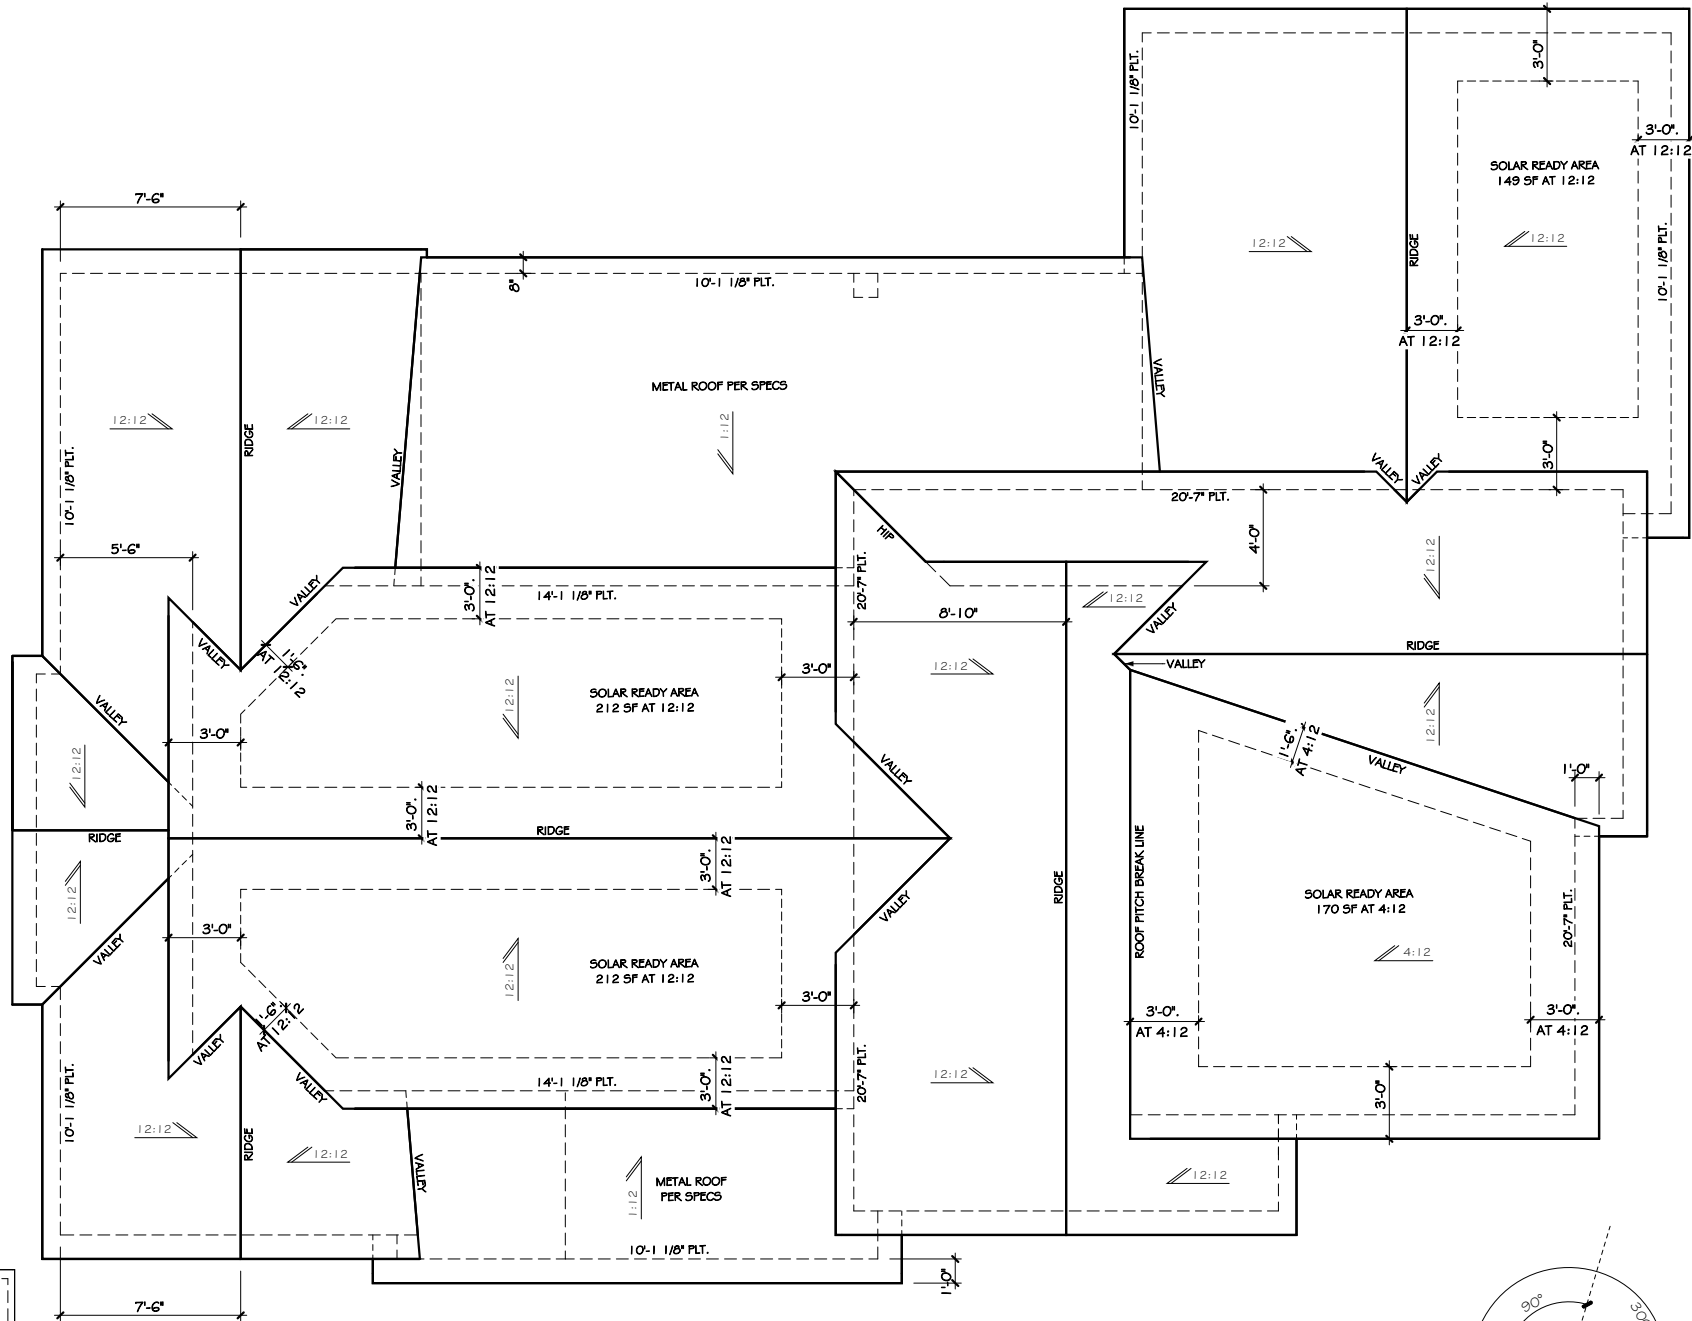 10'-1 1/8" PLT.
3'-0"
3'-0".
AT 12:12
SOLAR READY AREA
149 SF AT 12:12
12:12
12:12
RIDGE
10'-1 1/8" PLT.
3'-0".
AT 12:12
3'-0"
7'-6"
8"
10'-1 1/8" PLT.
METAL ROOF PER SPECS
1:12
VALLEY
VALLEY
VALLEY
VALLEY
12:12
12:12
RIDGE
10'-1 1/8" PLT.
5'-6"
20'-7" PLT.
4'-0"
HIP
20'-7" PLT.
12:12
12:12
8'-10"
VALLEY
RIDGE
VALLEY
VALLEY
VALLEY
1'-6".
AT 12:12
3'-0".
AT 12:12
14'-1 1/8" PLT.
3'-0"
12:12
SOLAR READY AREA
212 SF AT 12:12
12:12
12:12
VALLEY
3'-0"
12:12
VALLEY
1'-6".
AT 4:12
VALLEY
1'-0"
3'-0".
AT 12:12
RIDGE
RIDGE
3'-0".
AT 12:12
RIDGE
ROOF PITCH BREAK LINE
12:12
VALLEY
VALLEY
3'-0"
12:12
SOLAR READY AREA
212 SF AT 12:12
3'-0"
SOLAR READY AREA
170 SF AT 4:12
20'-7" PLT.
4:12
3'-0".
AT 4:12
3'-0".
AT 4:12
1'-6".
AT 12:12
VALLEY
VALLEY
10'-1 1/8" PLT.
12:12
RIDGE
12:12
14'-1 1/8" PLT.
3'-0".
AT 12:12
20'-7" PLT.
12:12
3'-0"
VALLEY
1:12
METAL ROOF
PER SPECS
12:12
10'-1 1/8" PLT.
1'-0"
7'-6"
90°